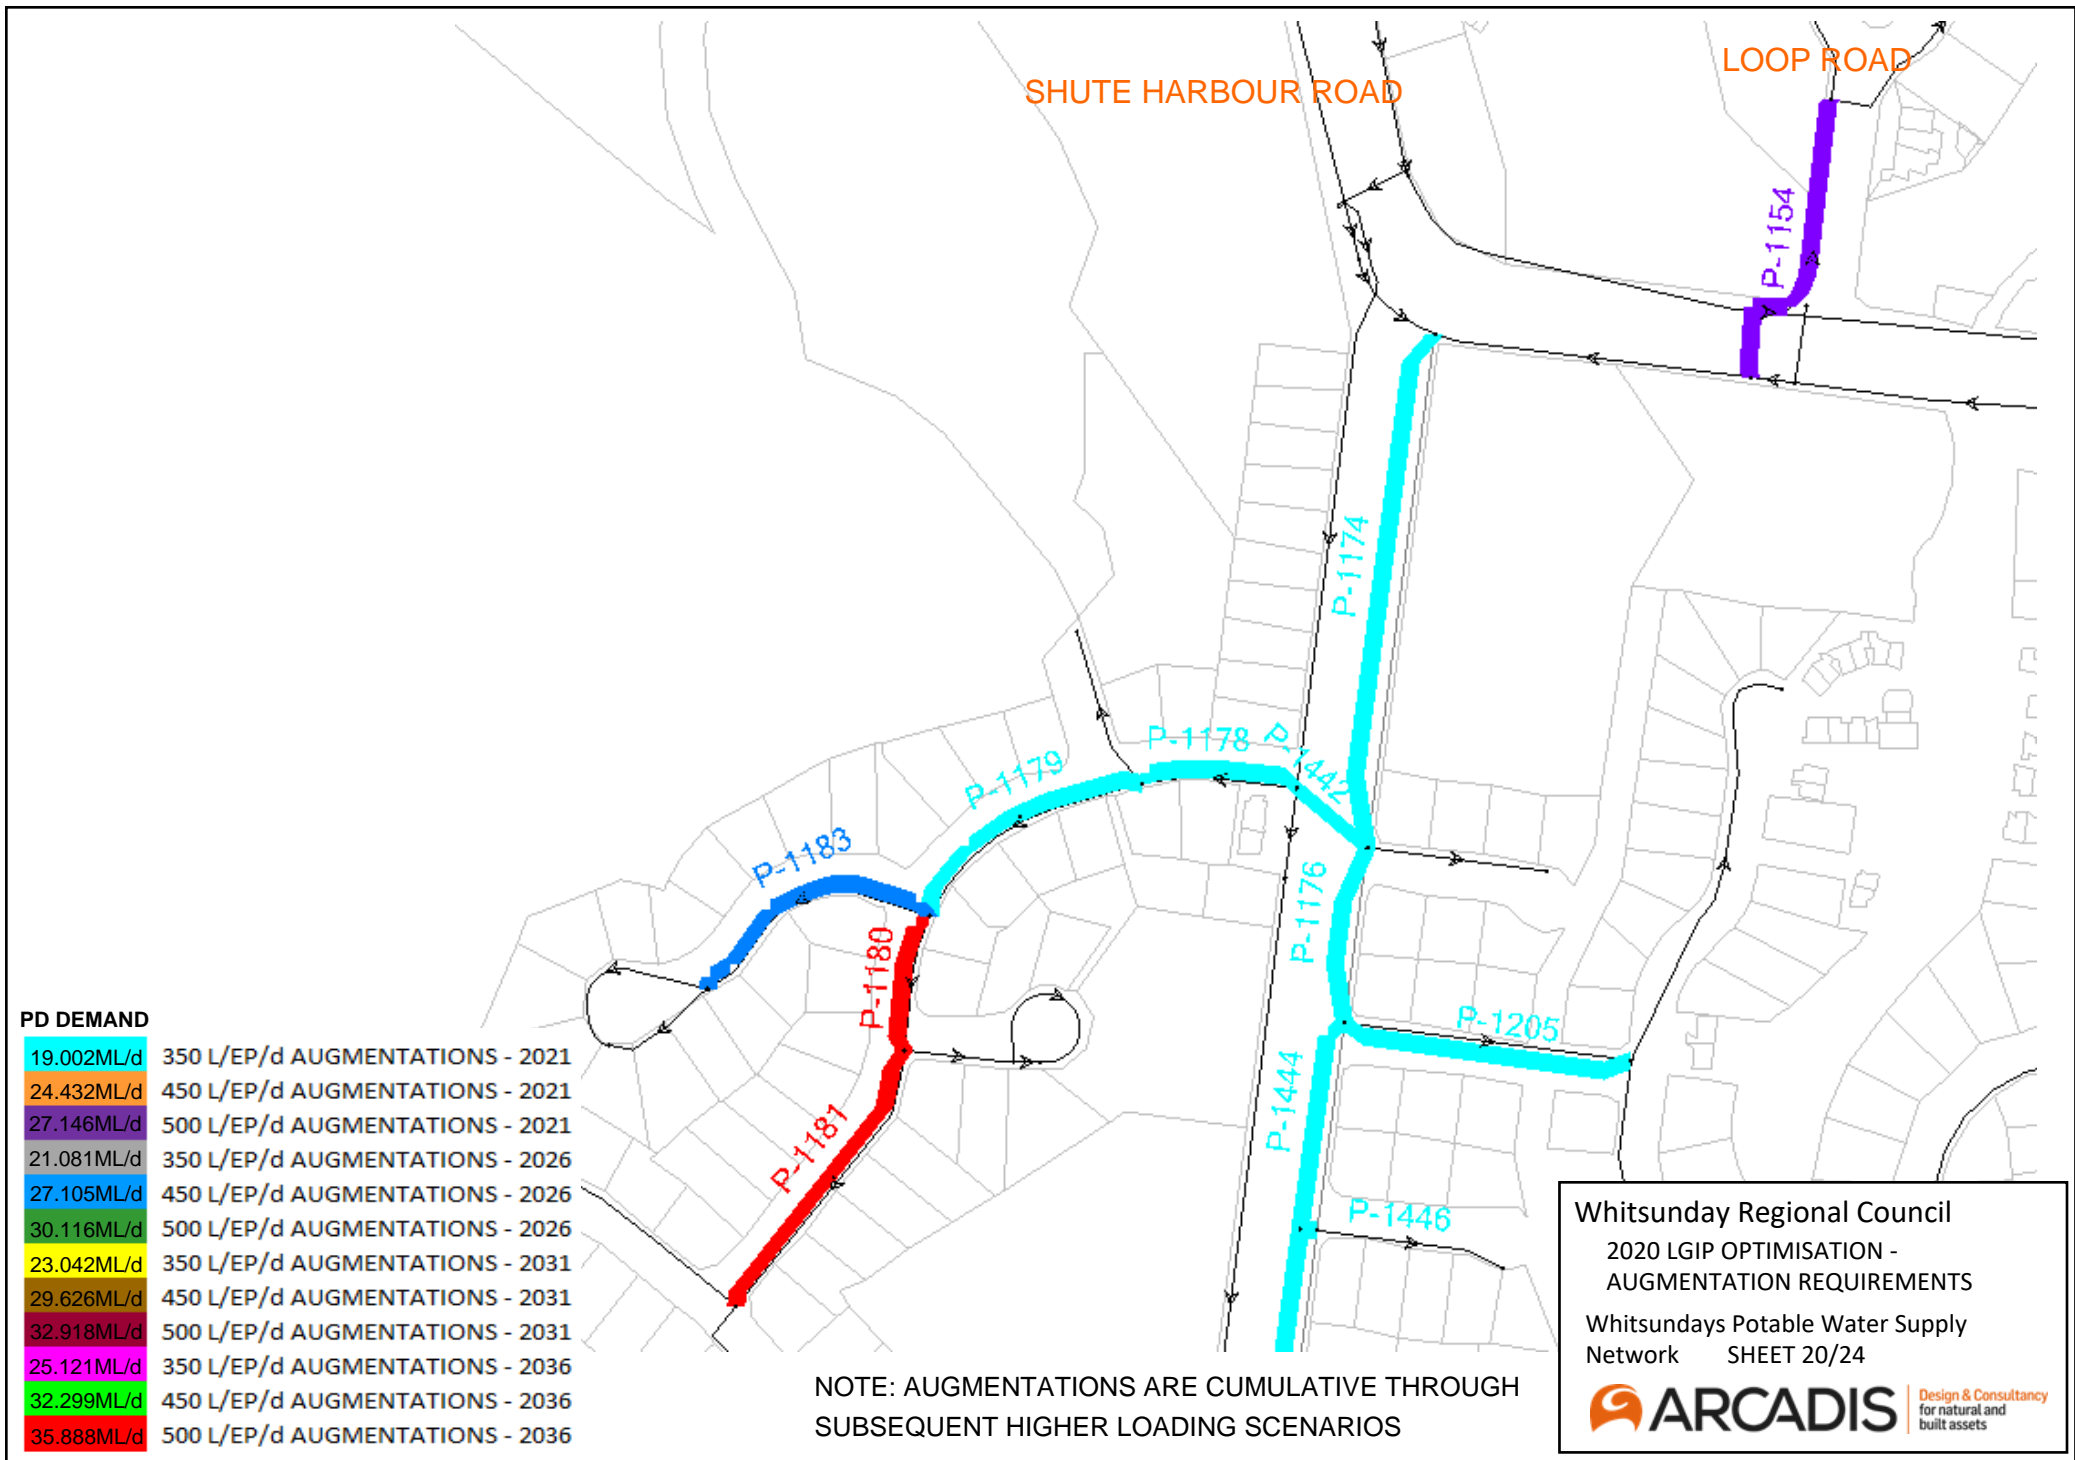 SHUTE HARBOUR ROAD
LOOP ROAD
P-1154
P-1174
P-1178
P-1442
P-1179
P-1183
P-1176
P-1180
P-1205
P-1444
P-1181
P-1446
PD DEMAND
19.002ML/d 350 L/EP/d AUGMENTATIONS - 2021
24.432ML/d 450 L/EP/d AUGMENTATIONS - 2021
27.146ML/d 500 L/EP/d AUGMENTATIONS - 2021
21.081ML/d 350 L/EP/d AUGMENTATIONS - 2026
27.105ML/d 450 L/EP/d AUGMENTATIONS - 2026
30.116ML/d 500 L/EP/d AUGMENTATIONS - 2026
23.042ML/d 350 L/EP/d AUGMENTATIONS - 2031
29.626ML/d 450 L/EP/d AUGMENTATIONS - 2031
32.918ML/d 500 L/EP/d AUGMENTATIONS - 2031
25.121ML/d 350 L/EP/d AUGMENTATIONS - 2036
32.299ML/d 450 L/EP/d AUGMENTATIONS - 2036
35.888ML/d 500 L/EP/d AUGMENTATIONS - 2036
NOTE: AUGMENTATIONS ARE CUMULATIVE THROUGH
SUBSEQUENT HIGHER LOADING SCENARIOS
Whitsunday Regional Council
2020 LGIP OPTIMISATION -
AUGMENTATION REQUIREMENTS
Whitsundays Potable Water Supply
Network SHEET 20/24
ARCADIS
Design & Consultancy
for natural and
built assets